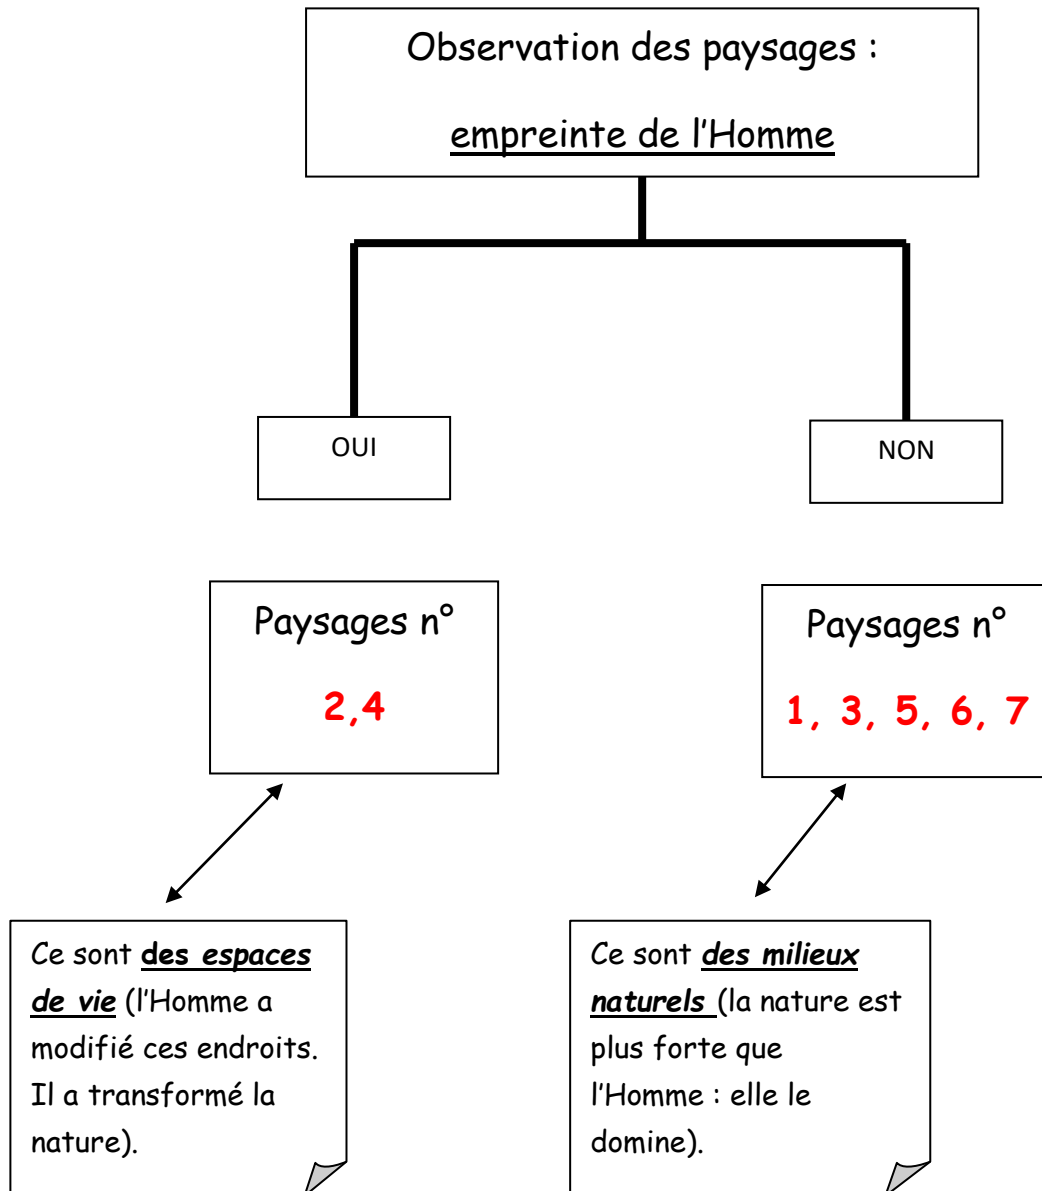 Observation des paysages :
empreinte de l'Homme
OUI
NON
Paysages n°
2,4
Paysages n°
1, 3, 5, 6, 7
Ce sont des espaces
de vie (l'Homme a
modifié ces endroits.
Il a transformé la
nature).
Ce sont des milieux
naturels (la nature est
plus forte que
l'Homme : elle le
domine).